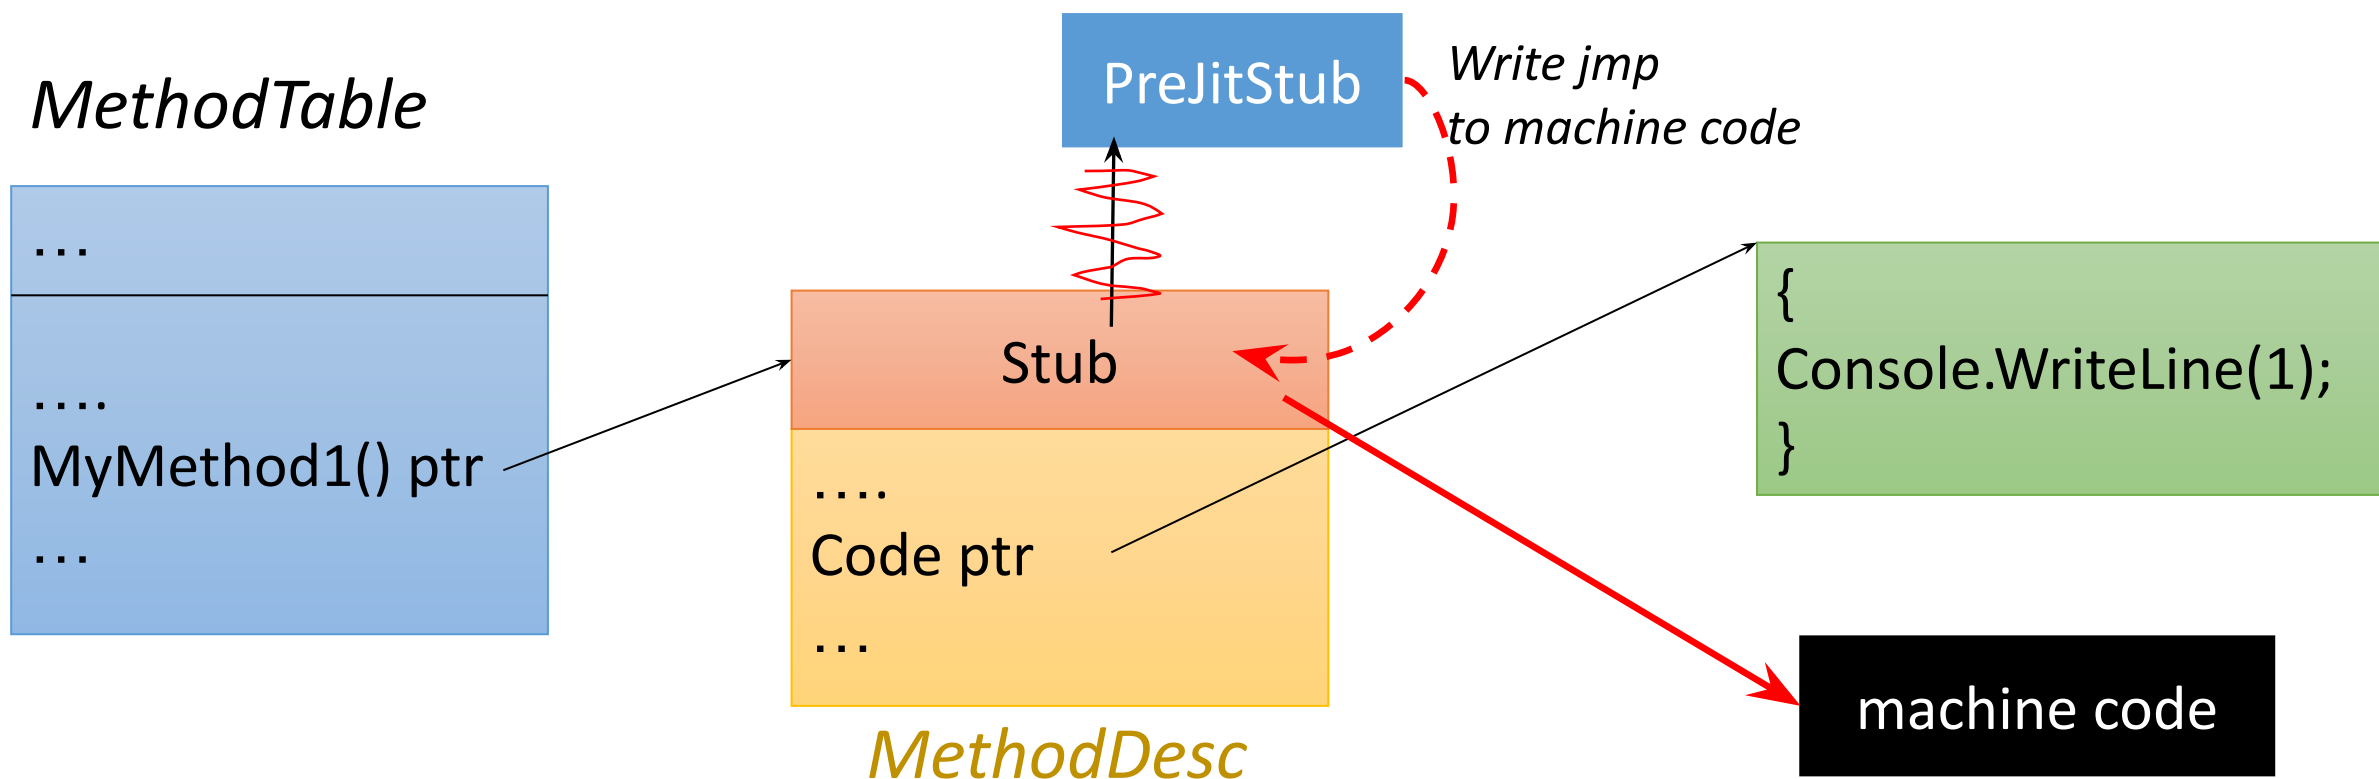 MethodTable
...
....
MyMethod1() ptr
...
PreJitStub
Write jmp
to machine code
Stub
....
Code ptr
...
MethodDesc
{
Console.WriteLine(1);
}
machine code